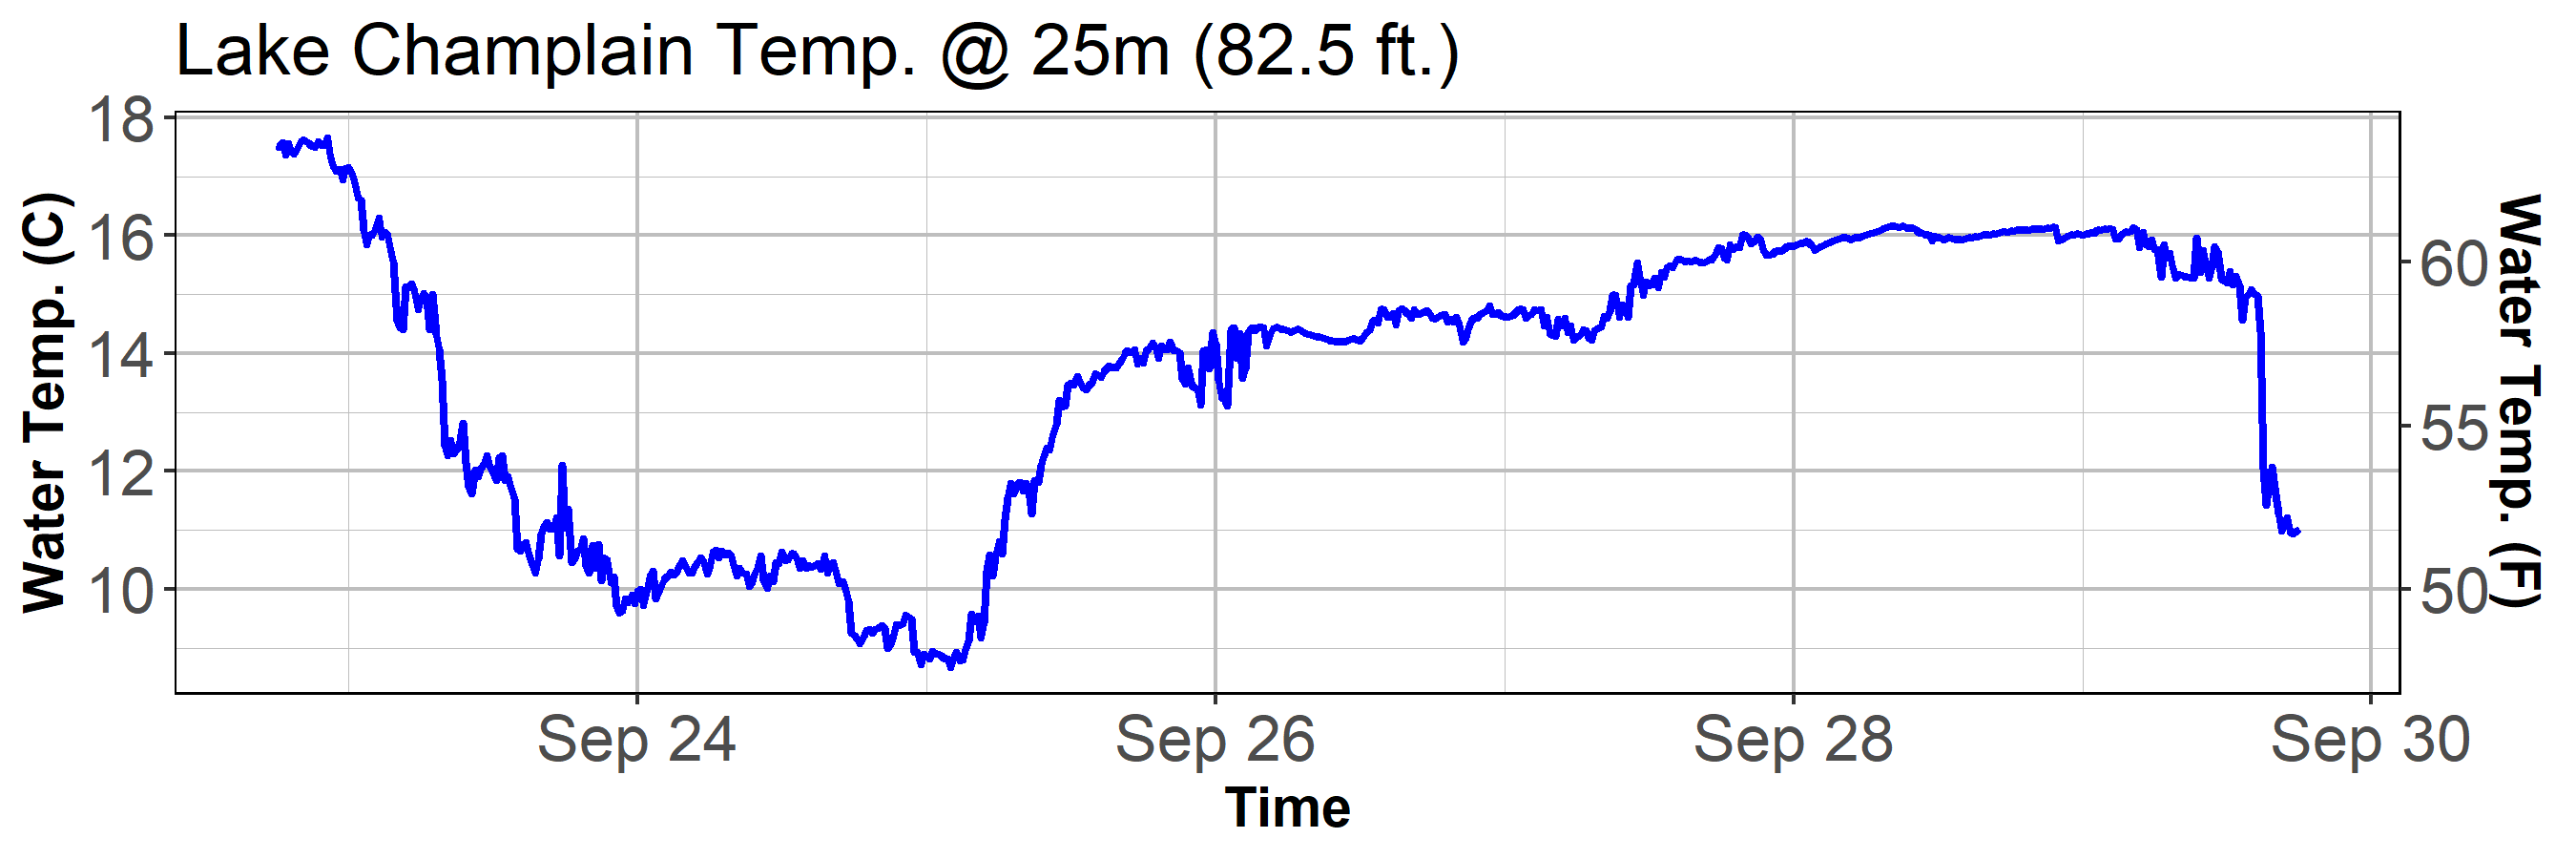 Lake Champlain Temp. @ 25m (82.5 ft.)
Water Temp. (C)
18
16
14
12
10
Water Temp. (F)
60
55
50
Sep 24
Sep 26
Sep 28
Sep 30
Time